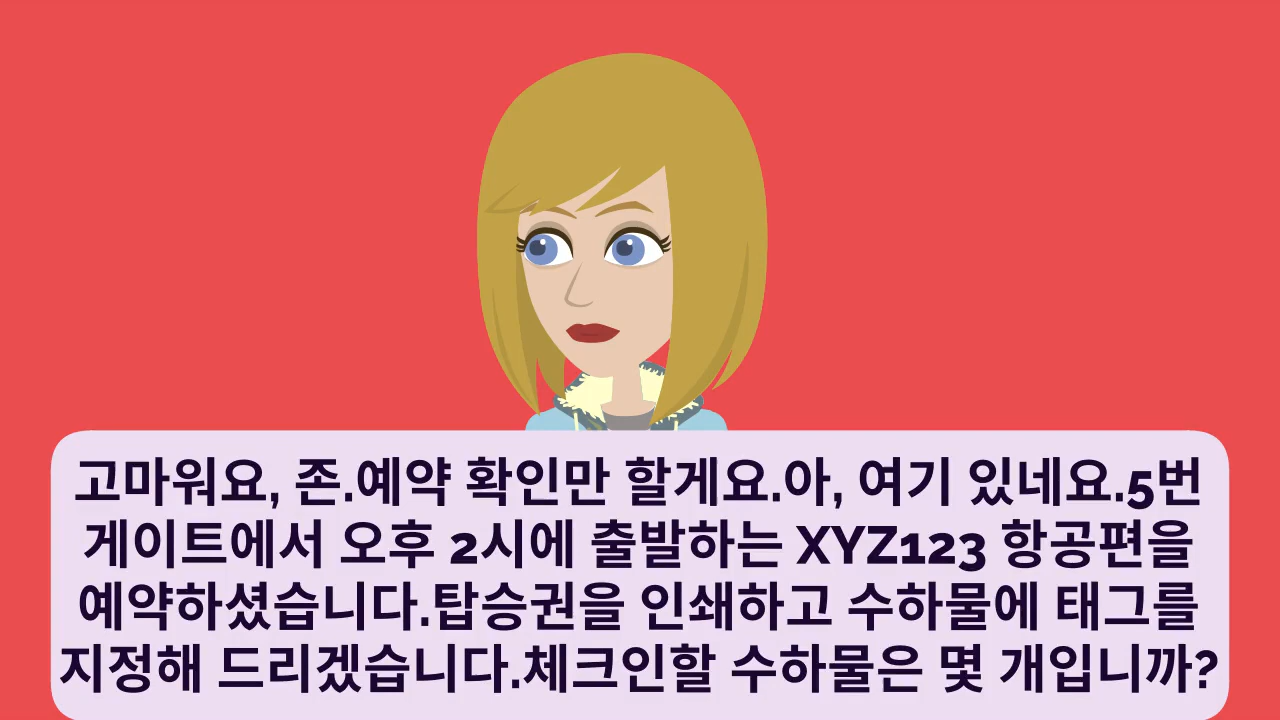 고마워요, 존.예약 확인만 할게요.아, 여기 있네요.5번
게이트에서 오후 2시에 출발하는 XYZ123 항공편을
예약하셨습니다.탑승권을 인쇄하고 수하물에 태그를
지정해 드리겠습니다.체크인할 수하물은 몇 개입니까?